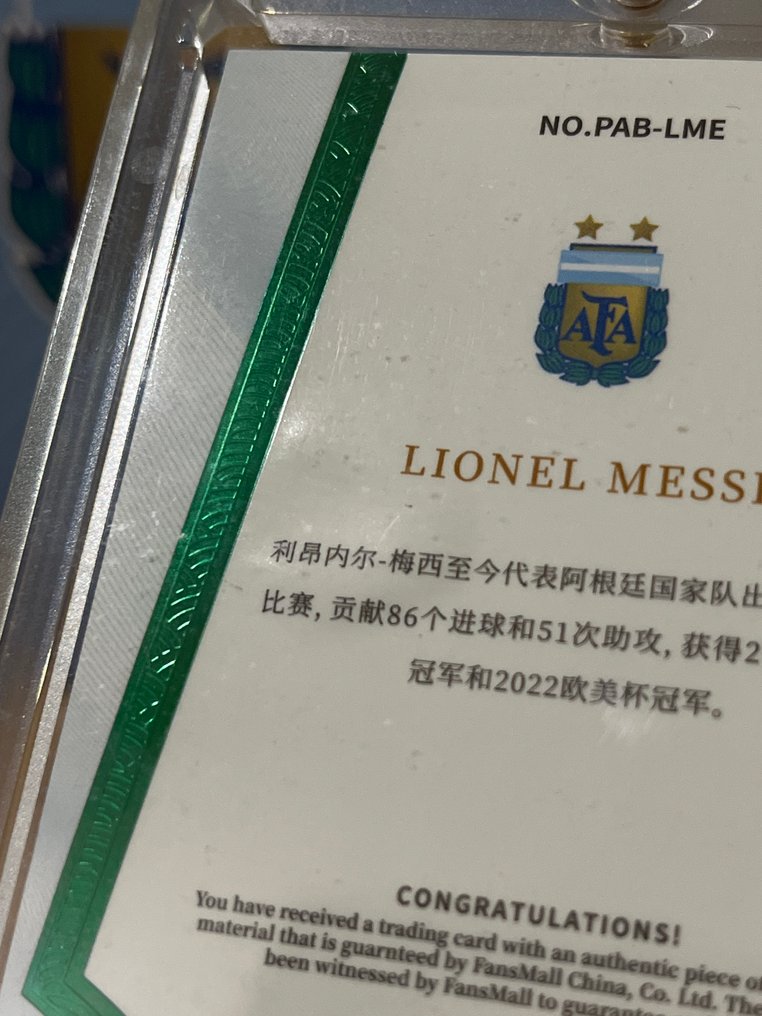 NO.PAB-LME
AFA
LIONEL MESSI
利昂内尔-梅西至今代表阿根廷国家队出
比赛, 贡献86个进球和51次助攻, 获得2
冠军和2022欧美杯冠军。
CONGRATULATIONS!
You have received a trading card with an authentic piece of
material that is guarnteed by FansMall China, Co. Ltd. The
been witnessed by FansMall to guarantee